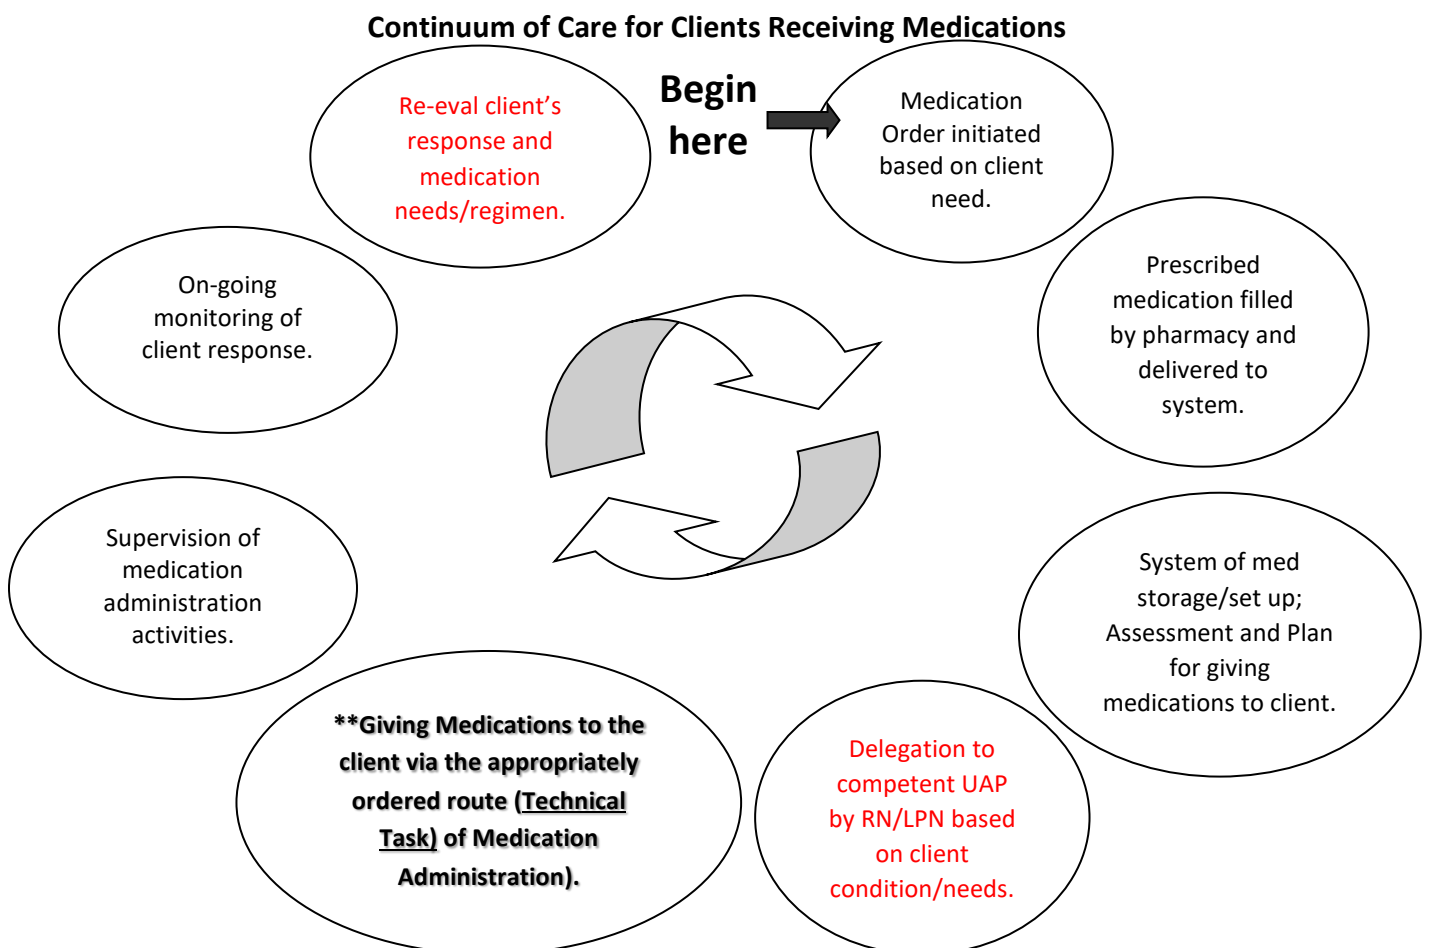 Continuum of Care for Clients Receiving Medications
Begin
here
Medication
Order initiated
based on client
need.
Prescribed
medication filled
by pharmacy and
delivered to
system.
System of med
storage/set up;
Assessment and Plan
for giving
medications to client.
Delegation to
competent UAP
by RN/LPN based
on client
condition/needs.
**Giving Medications to the
client via the appropriately
ordered route (Technical
Task) of Medication
Administration).
Supervision of
medication
administration
activities.
On-going
monitoring of
client response.
Re-eval client’s
response and
medication
needs/regimen.